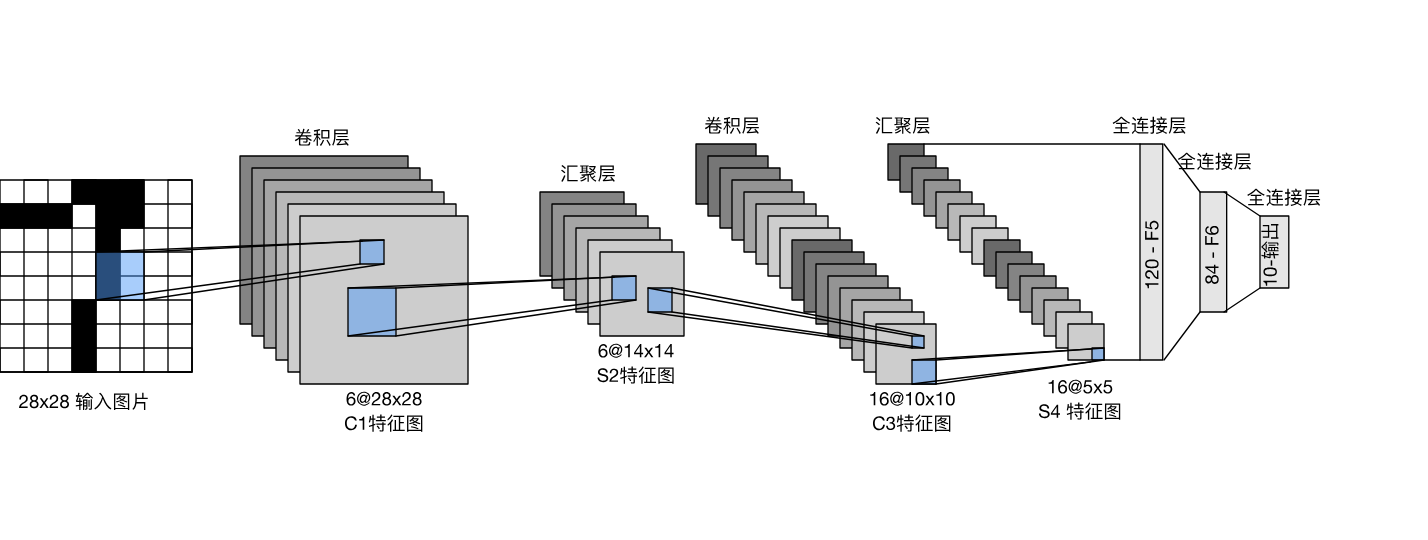 卷积层
汇聚层
卷积层
汇聚层
全连接层
全连接层
全连接层
120 - F5
84 - F6
10-输出
28x28 输入图片
6@28x28
C1特征图
6@14x14
S2特征图
16@10x10
C3特征图
16@5x5
S4 特征图